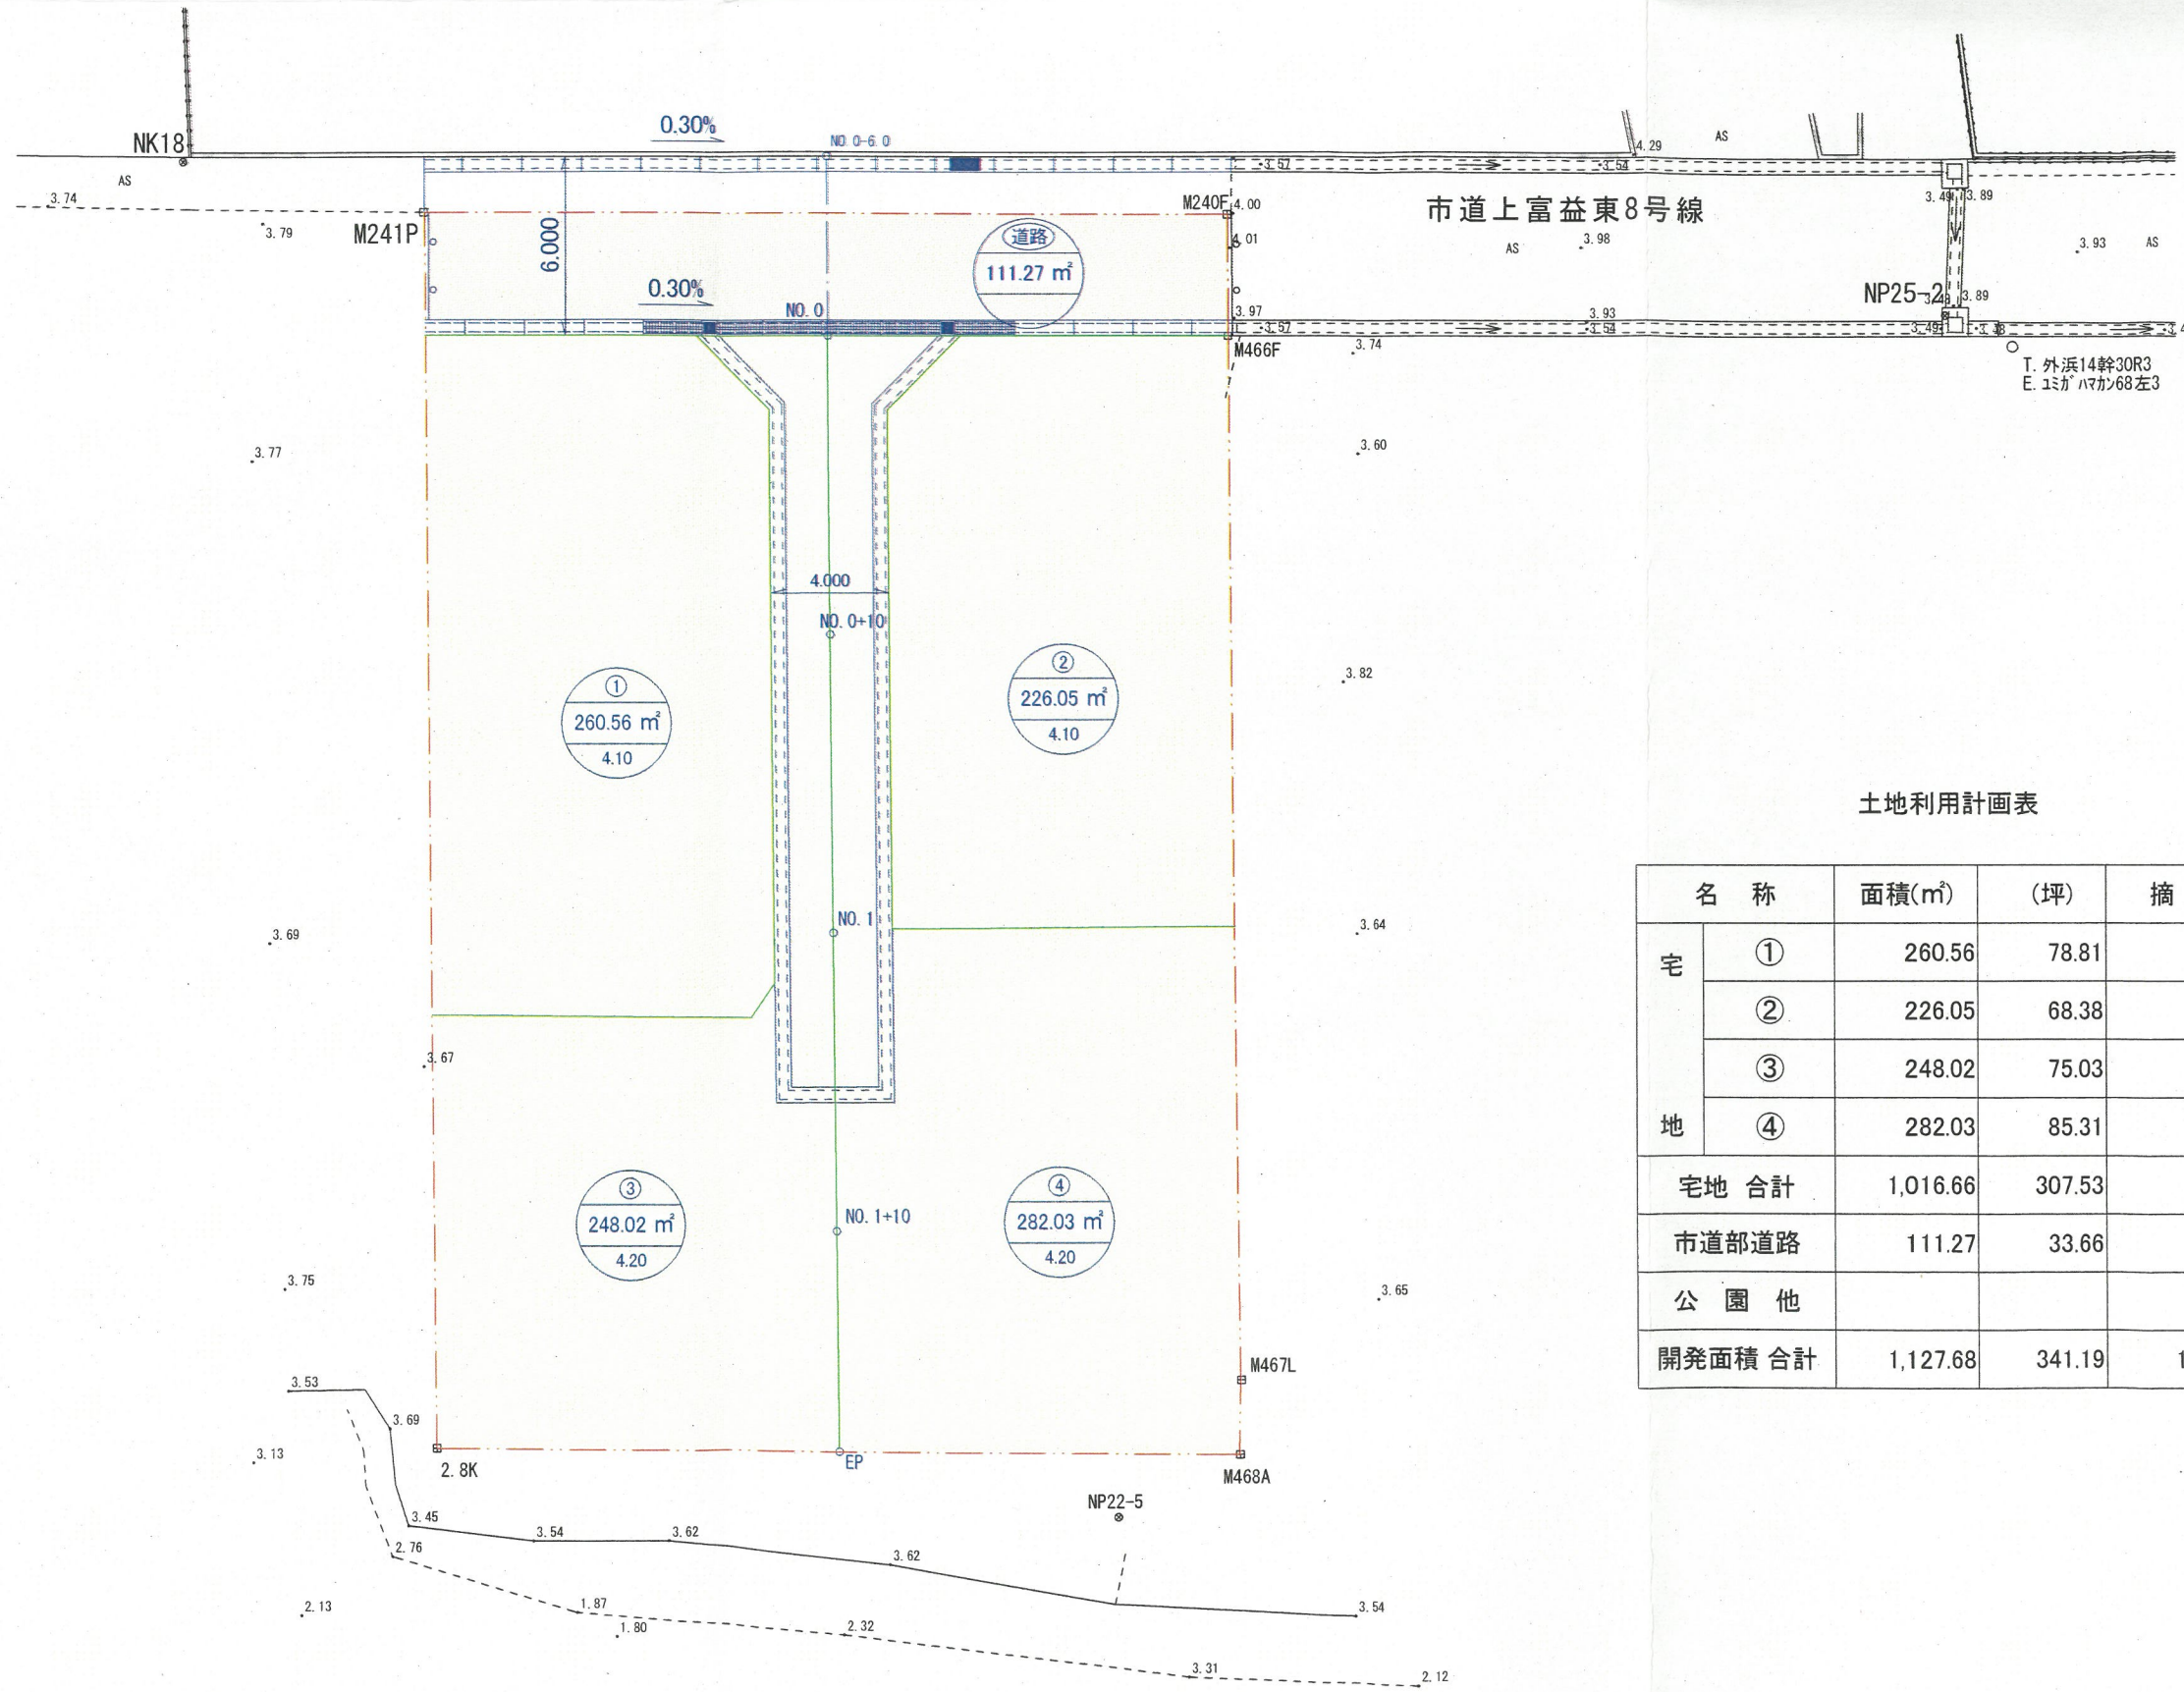 0.30%
NO. 0-6. 0
NK18
4. 29
AS
AS
3. 57
3. 54
3. 74
3. 79
M241P
M240F
4. 00
4. 01
市道上富益東8号線
3. 49
3. 89
3. 98
AS
3. 93
AS
6.000
道路
111.27 ㎡
0.30%
NO. 0
3. 97
3. 57
3. 93
3. 54
NP25-2
3. 89
3. 49
M466F
3. 74
T. 外浜14幹30R3
E. ﾕﾐｶﾞﾊﾏｶﾝ68左3
3. 77
3. 60
4.000
NO. 0+10
①
260.56 ㎡
4.10
②
226.05 ㎡
4.10
3. 82
NO. 1
3. 69
3. 64
3. 67
土地利用計画表
名 称 面積(㎡) (坪) 摘
宅地
① 260.56 78.81
② 226.05 68.38
③ 248.02 75.03
④ 282.03 85.31
宅地 合計 1,016.66 307.53
市道部道路 111.27 33.66
公 園 他
開発面積 合計 1,127.68 341.19 1
③
248.02 ㎡
4.20
NO. 1+10
④
282.03 ㎡
4.20
3. 75
3. 65
M467L
3. 53
3. 69
3. 13
2. 8K
EP
M468A
NP22-5
3. 45
3. 54
3. 62
2. 76
3. 62
2. 13
1. 87
1. 80
2. 32
3. 54
3. 31
2. 12